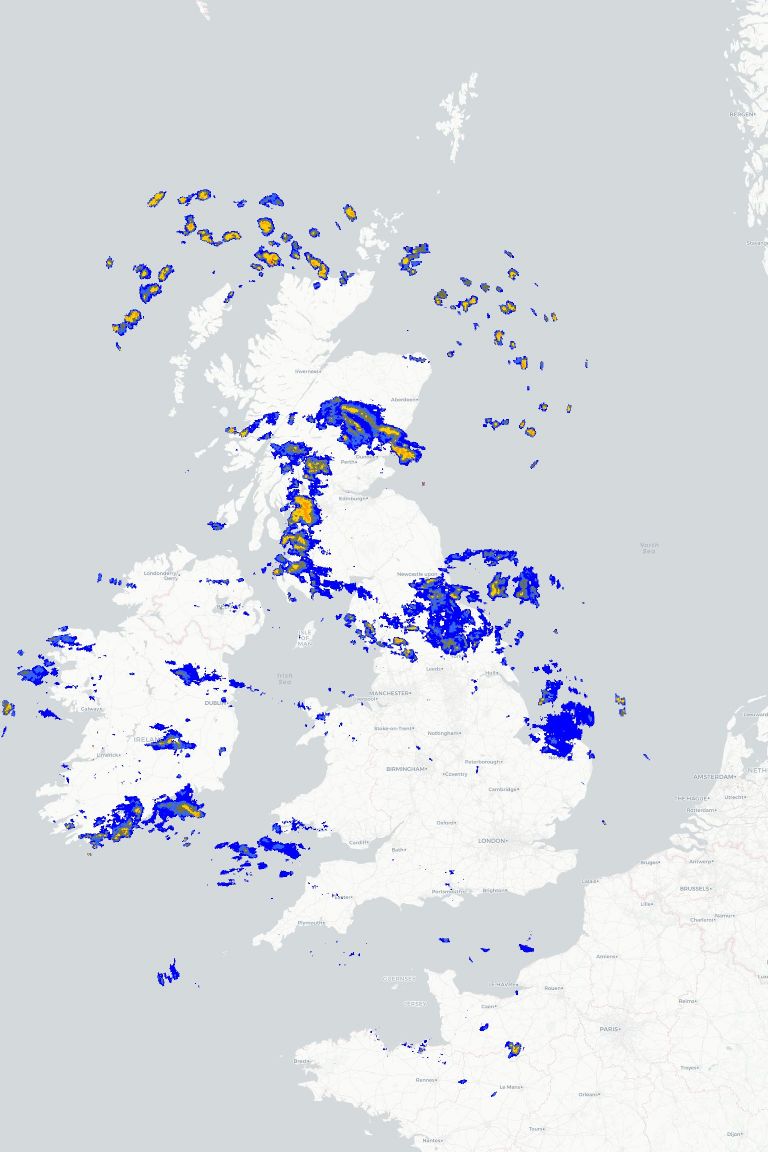 BERGEN
Stavanger
Inverness
Aberdeen
Dundee
Perth
Edinburgh
North
Sea
Londonderry/
Derry
Newcastle upon
ISLE
OF
MAN
Leeds
Hull
Irish
Sea
MANCHESTER
Liverpool
Galway
DUBLIN
Stoke-on-Trent
Nottingham
IRELAND
Limerick
Norwich
Leeuwarden
BIRMINGHAM
Peterborough
Coventry
Cambridge
AMSTERDAM
NETH
THE HAGUE
Utrecht
Rotterdam
Oxford
Cardiff
Bath
LONDON
Bruges
Antwerp
Calais
BRUSSELS
Exeter
Portsmouth
Brighton
Lille
Namur
Charleroi
Plymouth
Amiens
GUERNSEY
LE HAVRE
Rouen
JERSEY
Caen
Reims
PARIS
Brest
Rennes
Le Mans
Troyes
Orléans
Tours
Nantes
Dijon